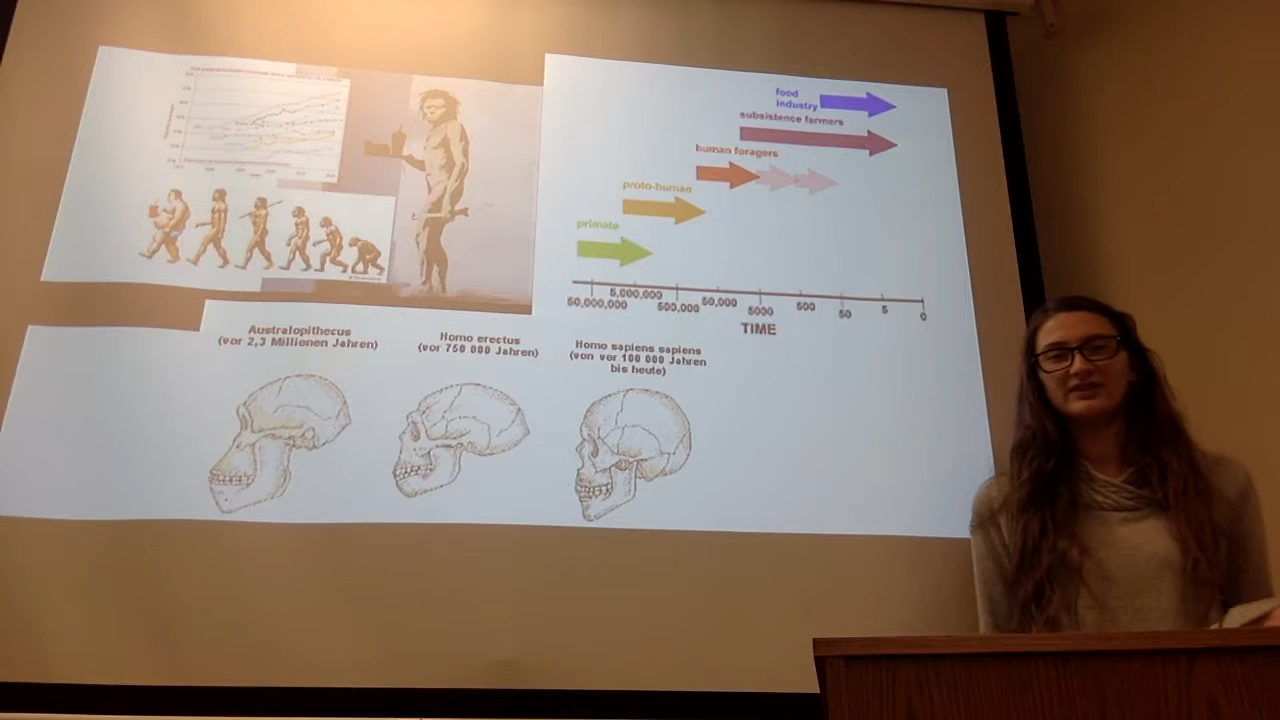 food
industry
subsistence farmers
human foragers
proto-human
primate
5,000,000
50,000
500
5
50,000,000
500,000
5000
50
0
TIME
Australopithecus
(vor 2,3 Millionen Jahren)
Homo erectus
(vor 750 000 Jahren)
Homo sapiens sapiens
(von vor 100 000 Jahren
bis heute)